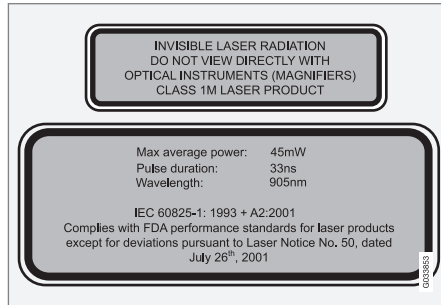 INVISIBLE LASER RADIATION
DO NOT VIEW DIRECTLY WITH
OPTICAL INSTRUMENTS (MAGNIFIERS)
CLASS 1M LASER PRODUCT
Max average power: 45mW
Pulse duration: 33ns
Wavelength: 905nm
IEC 60825-1: 1993 + A2:2001
Complies with FDA performance standards for laser products
except for deviations pursuant to Laser Notice No. 50, dated
July 26th, 2001
G033853